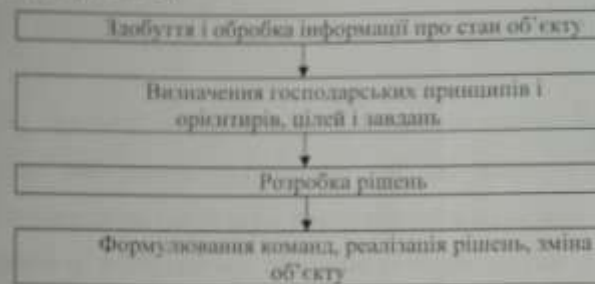 Здобуття і обробка інформації про стан об'єкту
Визначення господарських принципів і
орієнтирів, цілей і завдань
Розробка рішень
Формулювання команд, реалізація рішень, зміна
об'єкту